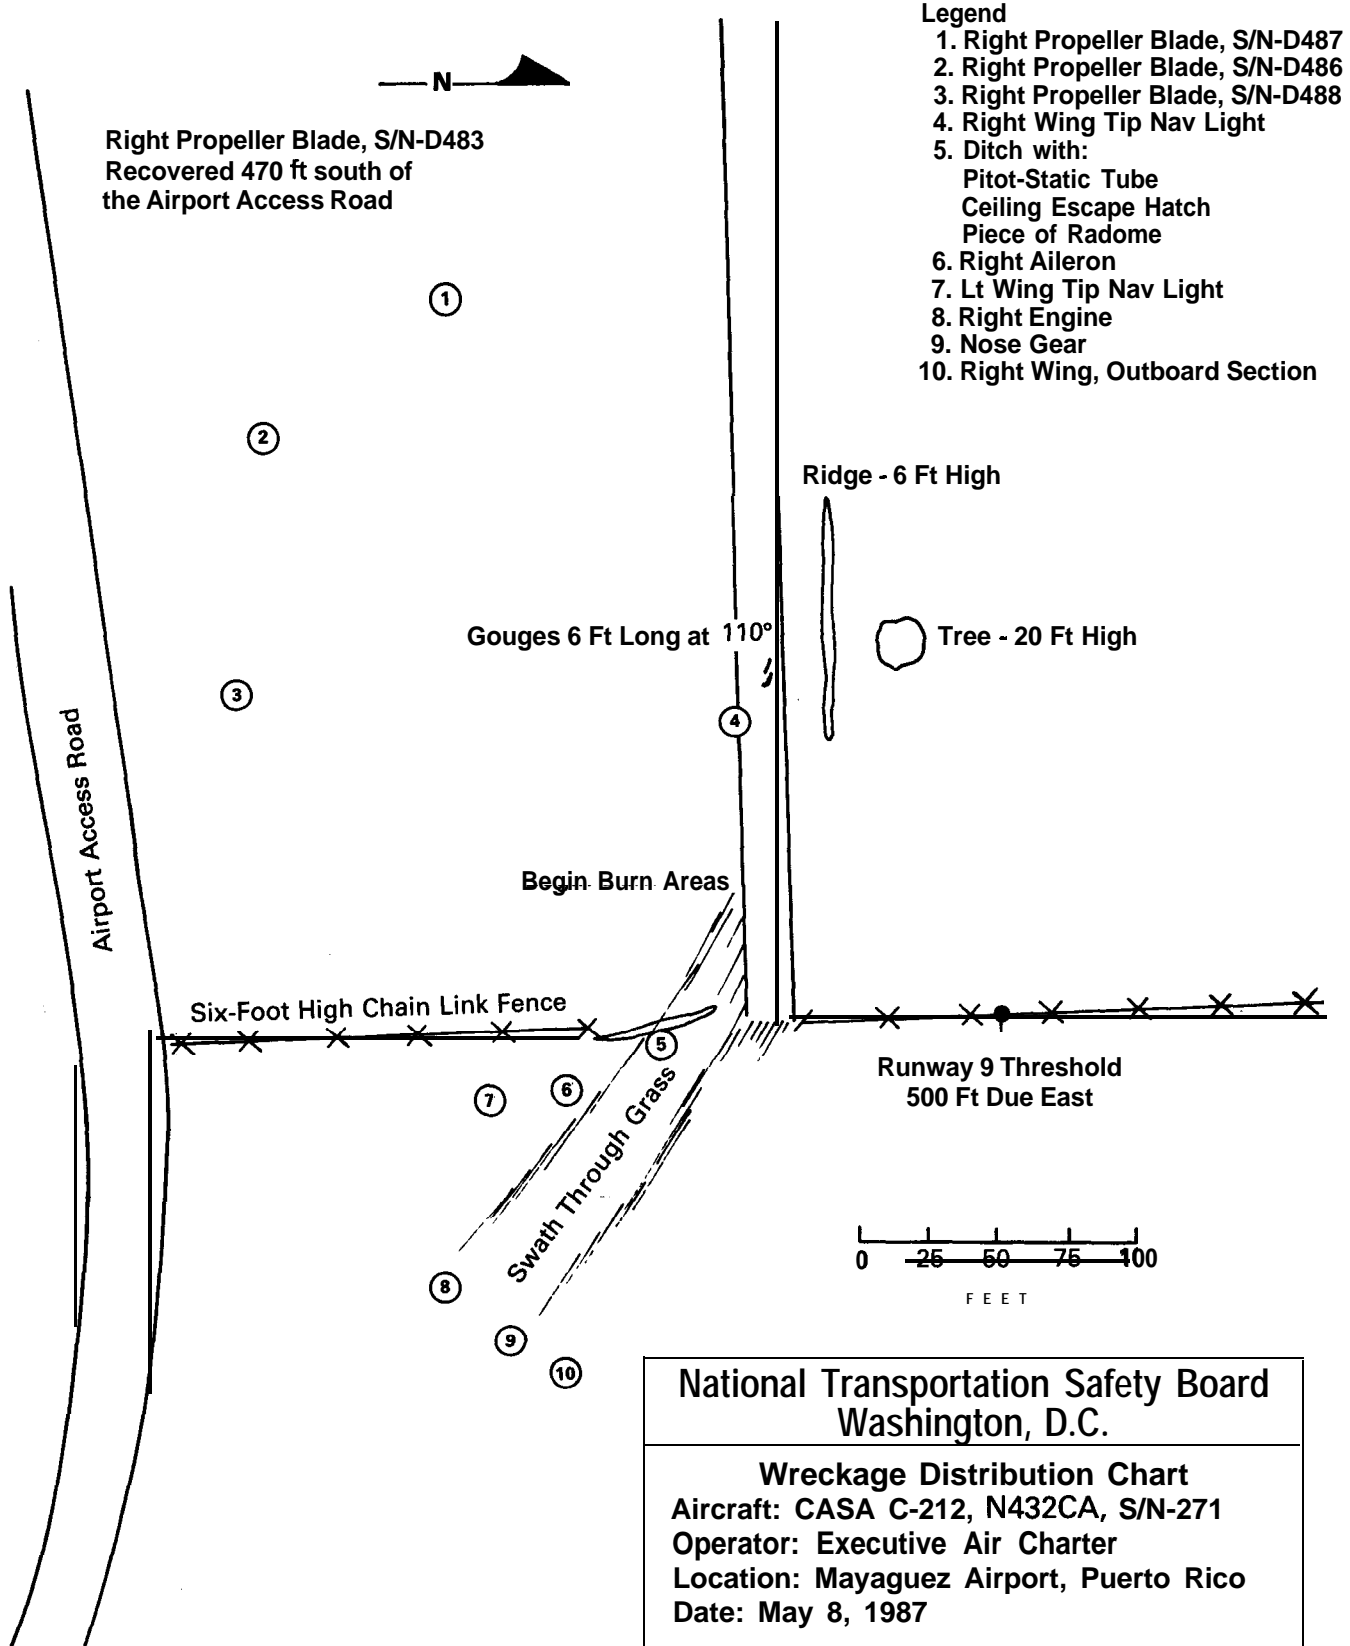 Legend
1. Right Propeller Blade, S/N-D487
2. Right Propeller Blade, S/N-D486
3. Right Propeller Blade, S/N-D488
4. Right Wing Tip Nav Light
5. Ditch with:
Pitot-Static Tube
Ceiling Escape Hatch
Piece of Radome
6. Right Aileron
7. Lt Wing Tip Nav Light
8. Right Engine
9. Nose Gear
10. Right Wing, Outboard Section
N
Right Propeller Blade, S/N-D483
Recovered 470 ft south of
the Airport Access Road
1
2
Ridge - 6 Ft High
Gouges 6 Ft Long at 110°
Tree - 20 Ft High
3
4
Airport Access Road
Begin Burn Areas
Six-Foot High Chain Link Fence
5
6
7
Swath Through Grass
Runway 9 Threshold
500 Ft Due East
8
9
10
0 25 50 75 100
FEET
National Transportation Safety Board
Washington, D.C.
Wreckage Distribution Chart
Aircraft: CASA C-212, N432CA, S/N-271
Operator: Executive Air Charter
Location: Mayaguez Airport, Puerto Rico
Date: May 8, 1987